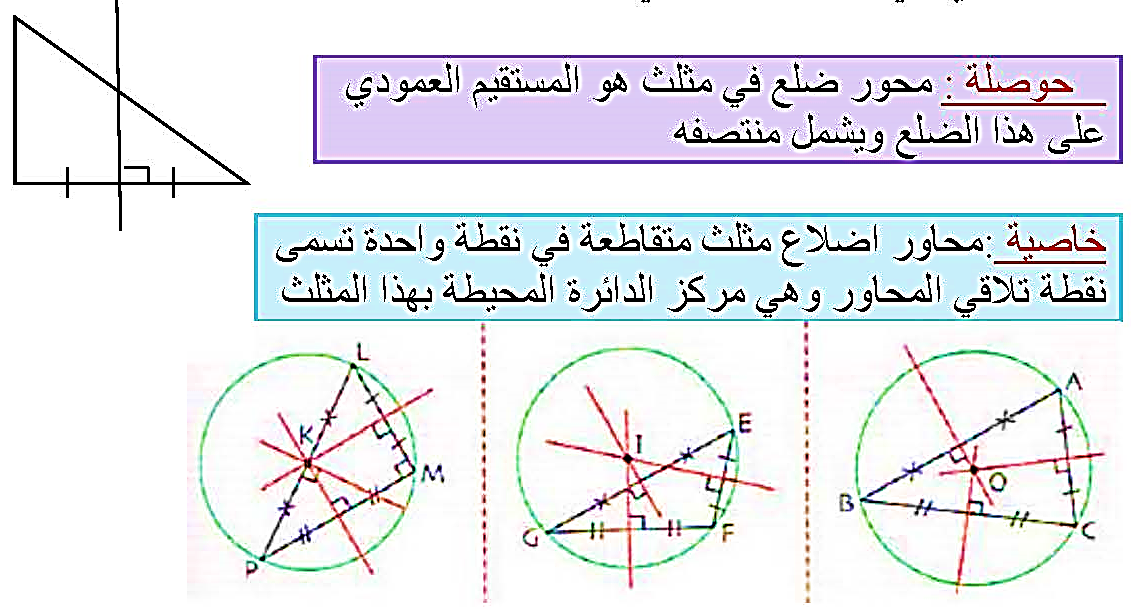 حوصلة : محور ضلع في مثلث هو المستقيم العمودي
على هذا الضلع ويشمل منتصفه
خاصية :محاور اضلاع مثلث متقاطعة في نقطة واحدة تسمى
نقطة تلاقي المحاور وهي مركز الدائرة المحيطة بهذا المثلث
L
K
M
P
E
I
G
F
A
O
B
C